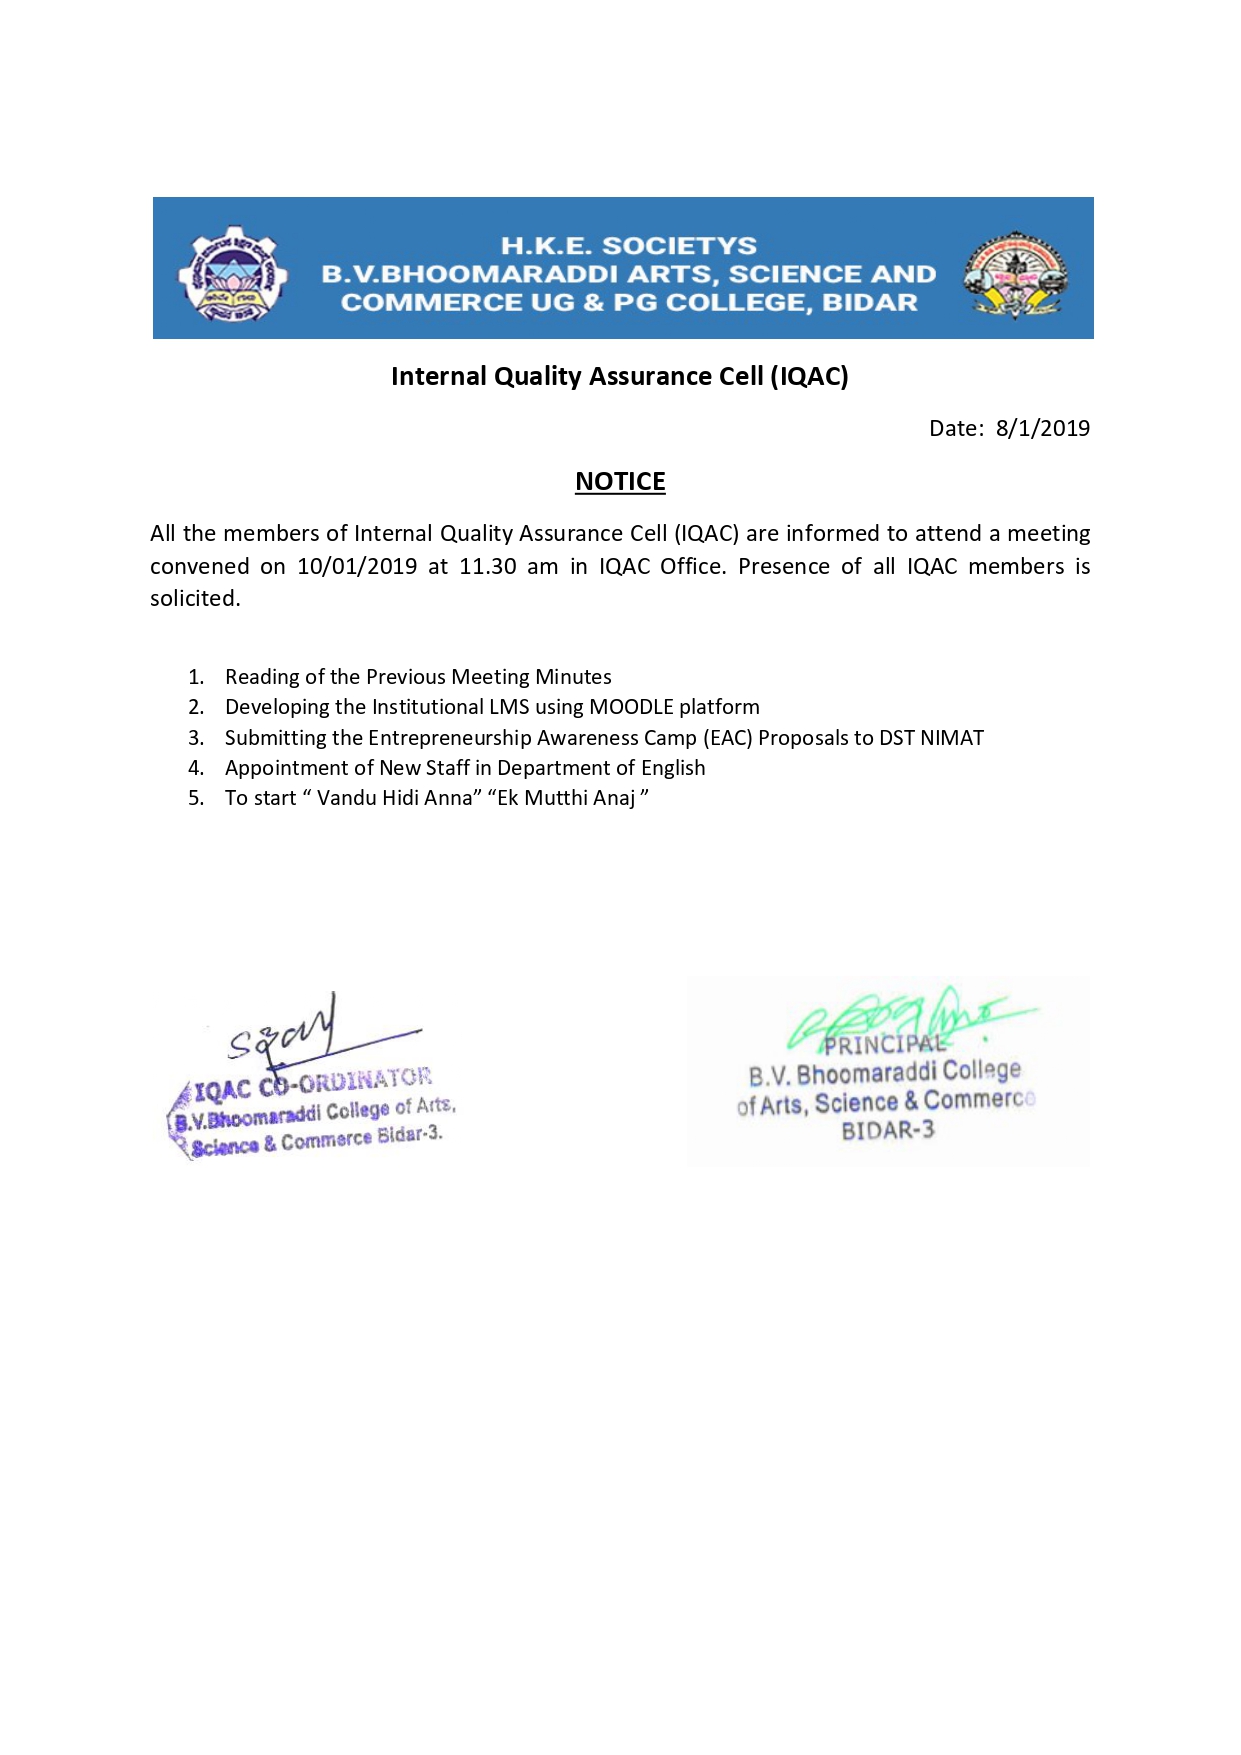 H.K.E. SOCIETYS
B.V.BHOOMARADDI ARTS, SCIENCE AND
COMMERCE UG & PG COLLEGE, BIDAR
Internal Quality Assurance Cell (IQAC)
Date: 8/1/2019
NOTICE
All the members of Internal Quality Assurance Cell (IQAC) are informed to attend a meeting
convened on 10/01/2019 at 11.30 am in IQAC Office. Presence of all IQAC members is
solicited.
1. Reading of the Previous Meeting Minutes
2. Developing the Institutional LMS using MOODLE platform
3. Submitting the Entrepreneurship Awareness Camp (EAC) Proposals to DST NIMAT
4. Appointment of New Staff in Department of English
5. To start “ Vandu Hidi Anna” “Ek Mutthi Anaj ”
IQAC CO-ORDINATOR
B.V.Bhoomaraddi College of Arts,
Science & Commerce Bidar-3.
PRINCIPAL
B.V. Bhoomaraddi College
of Arts, Science & Commerce
BIDAR-3